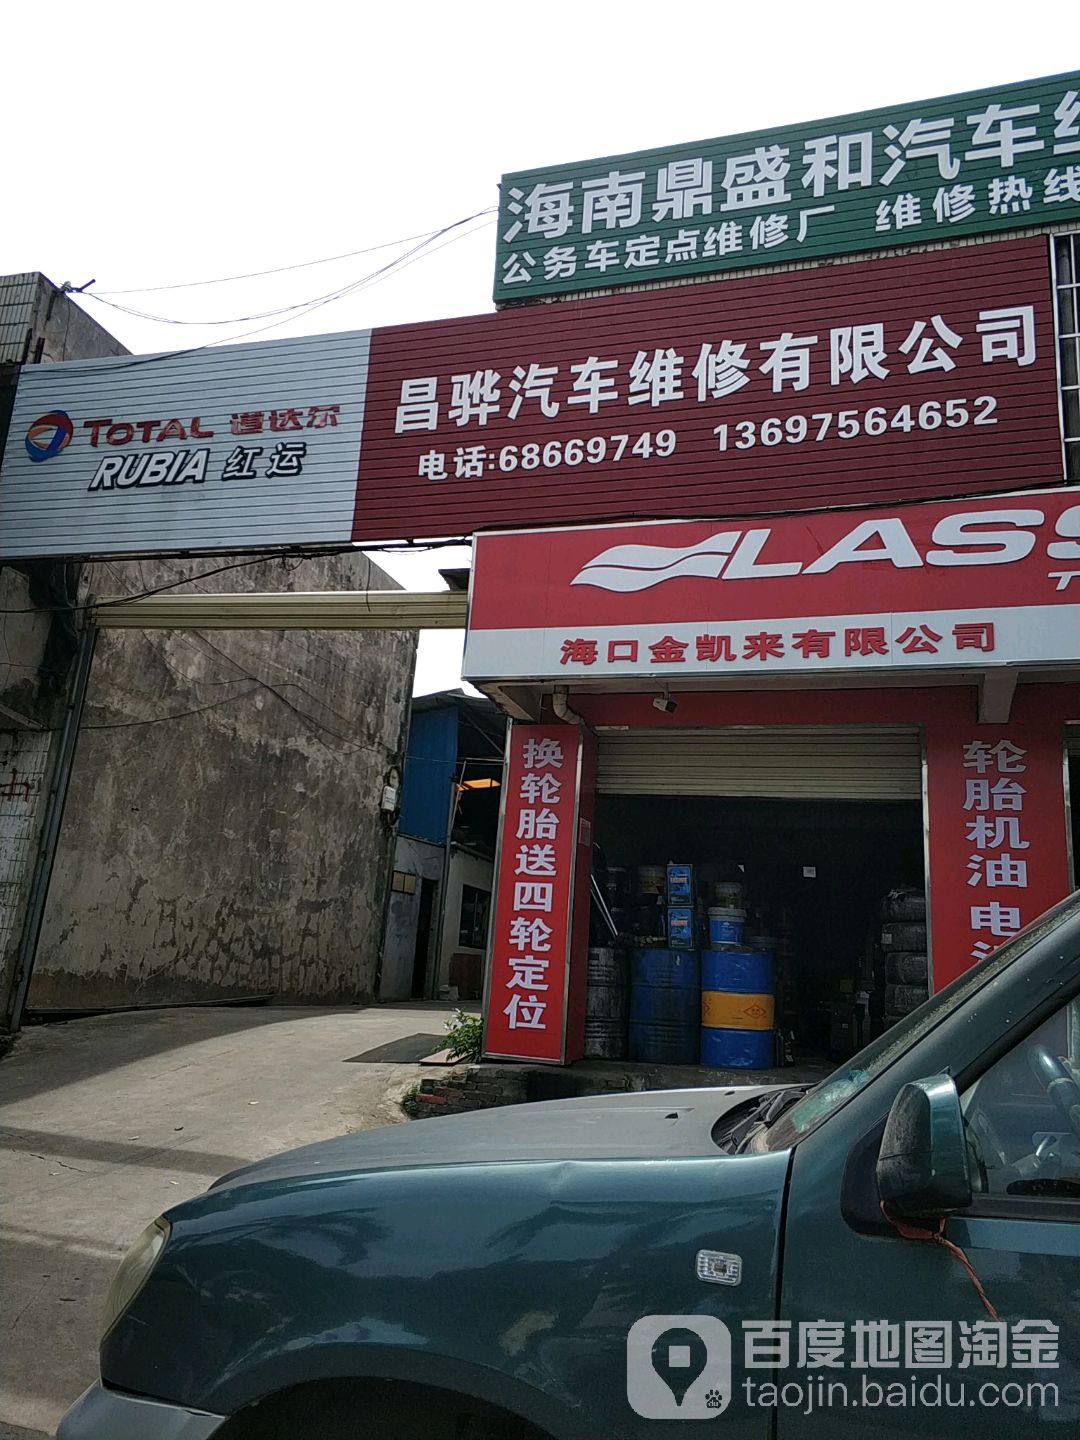 海南鼎盛和汽车维
公务车定点维修厂 维修热线
TOTAL 道达尔
RUBIA 红运
昌骅汽车维修有限公司
电话:68669749 13697564652
LASS
海口金凯来有限公司
换轮胎送四轮定位
轮胎机油 电
百度地图淘金
taojin.baidu.com